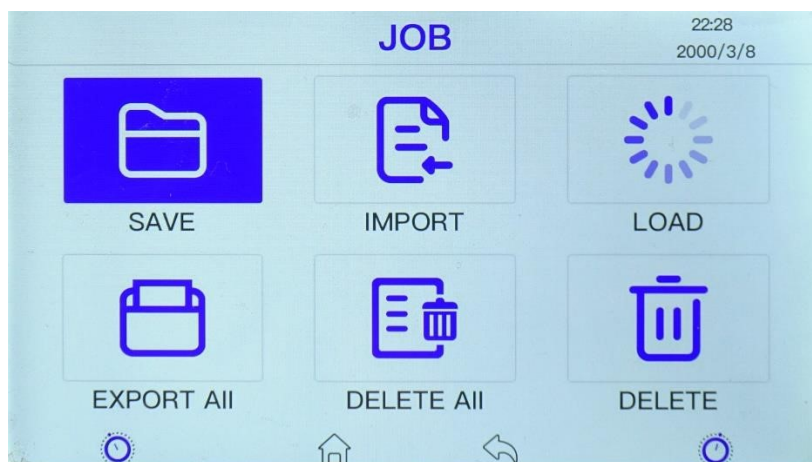 JOB
22:28
2000/3/8
SAVE
IMPORT
LOAD
EXPORT All
DELETE All
DELETE